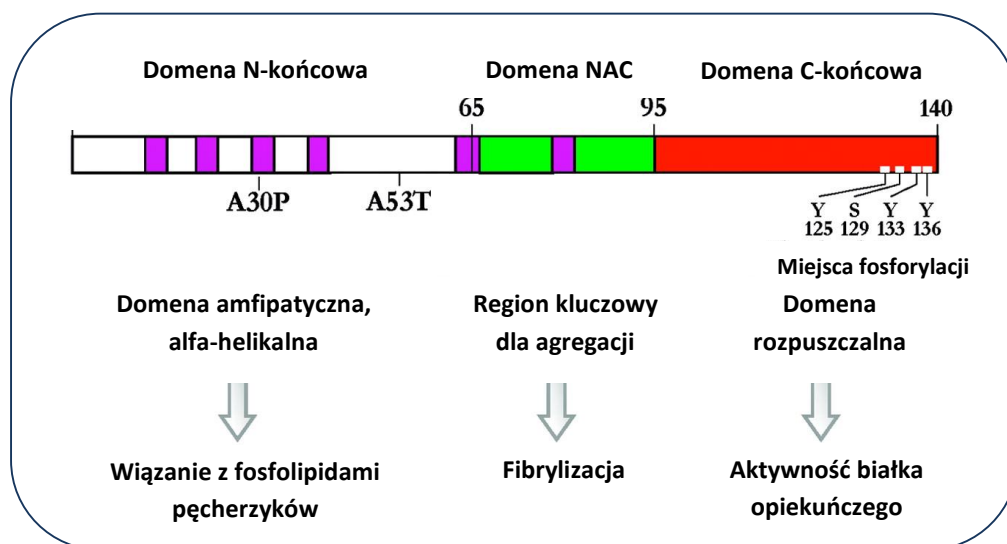 Domena N-końcowa Domena NAC Domena C-końcowa
65 95 140
A30P A53T
Y S Y Y
125 129 133 136
Miejsca fosforylacji
Domena amfipatyczna,
alfa-helikalna
Region kluczowy
dla agregacji
Domena
rozpuszczalna
Wiązanie z fosfolipidami
pęcherzyków
Fibrylizacja
Aktywność białka
opiekuńczego